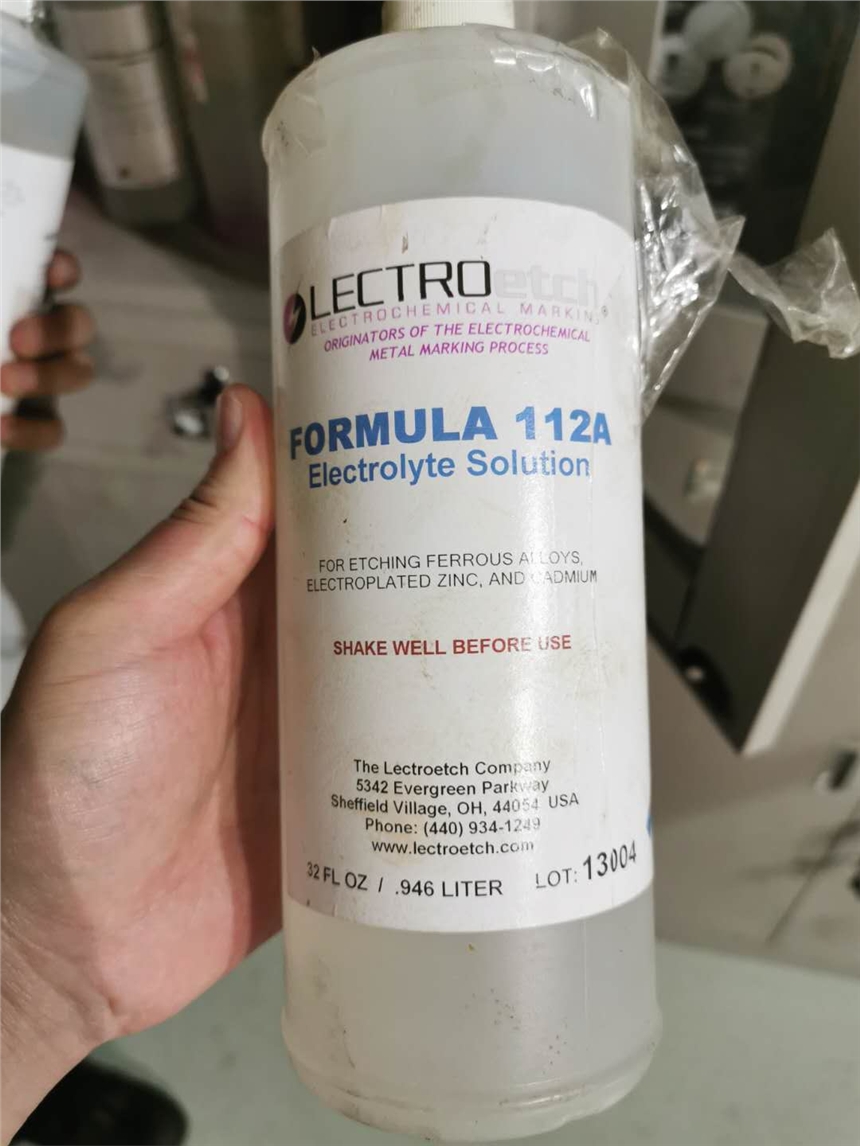 LECTROetch
ELECTROCHEMICAL MARKING®
ORIGINATORS OF THE ELECTROCHEMICAL
METAL MARKING PROCESS
FORMULA 112A
Electrolyte Solution
FOR ETCHING FERROUS ALLOYS,
ELECTROPLATED ZINC, AND CADMIUM
SHAKE WELL BEFORE USE
The Lectroetch Company
5342 Evergreen Parkway
Sheffield Village, OH, 44054 USA
Phone: (440) 934-1249
www.lectroetch.com
32 FL OZ / .946 LITER LOT: 13004